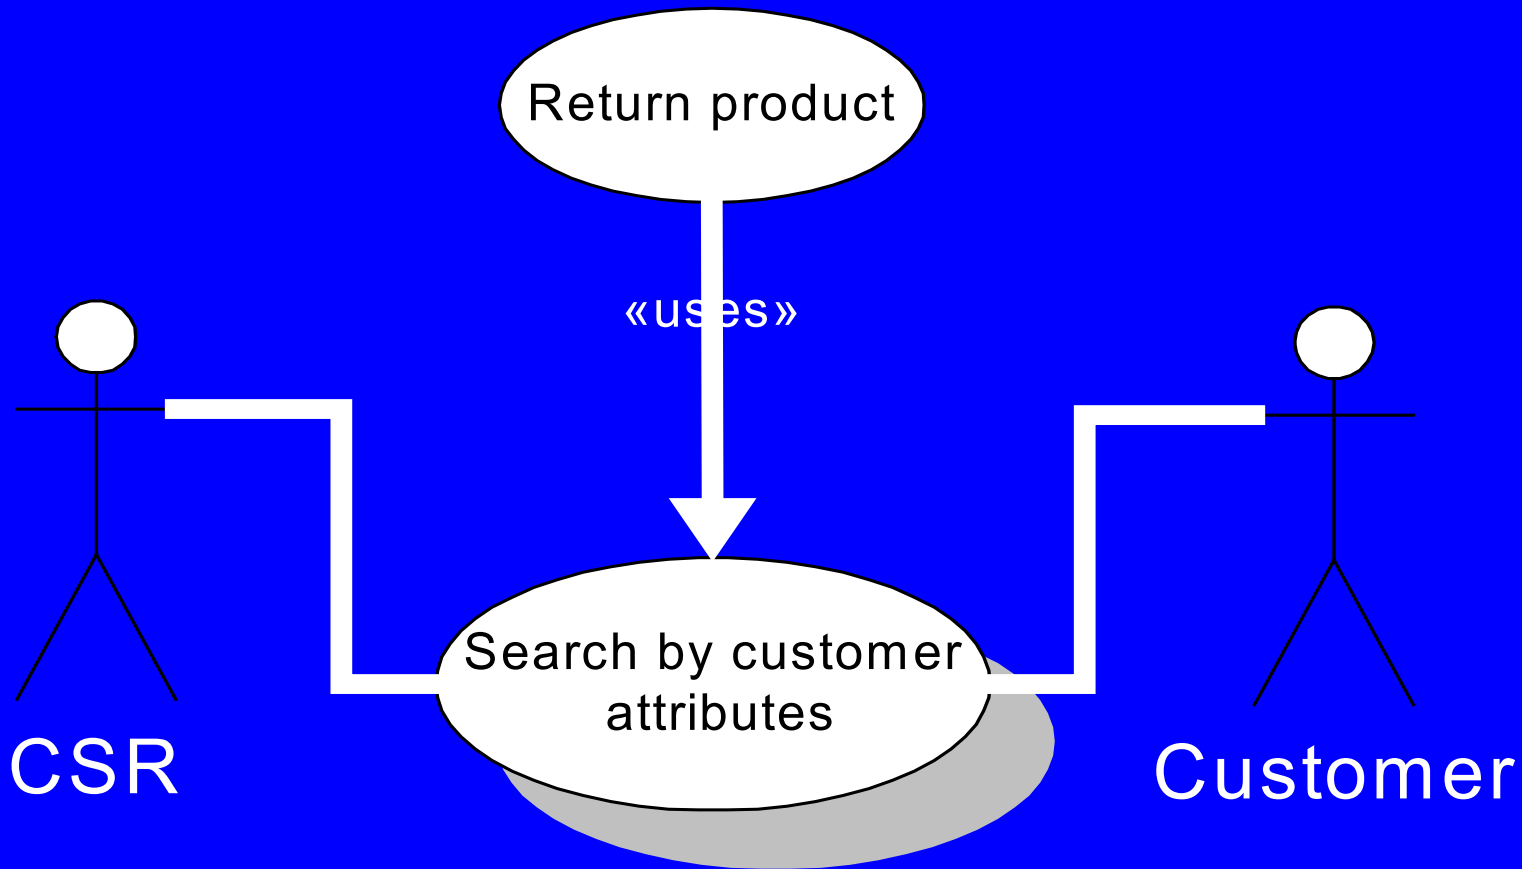 Return product
«uses»
Search by customer
attributes
CSR
Customer